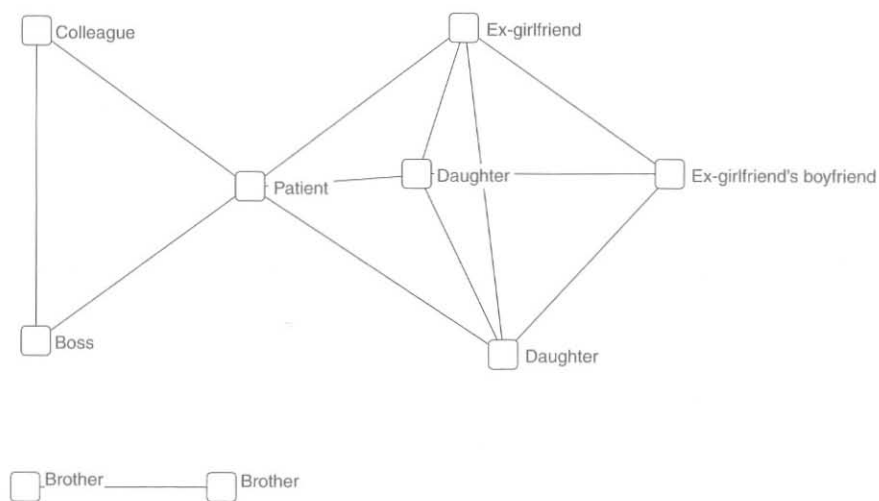 Colleague
Ex-girlfriend
Daughter
Ex-girlfriend's boyfriend
Patient
Boss
Daughter
Brother
Brother